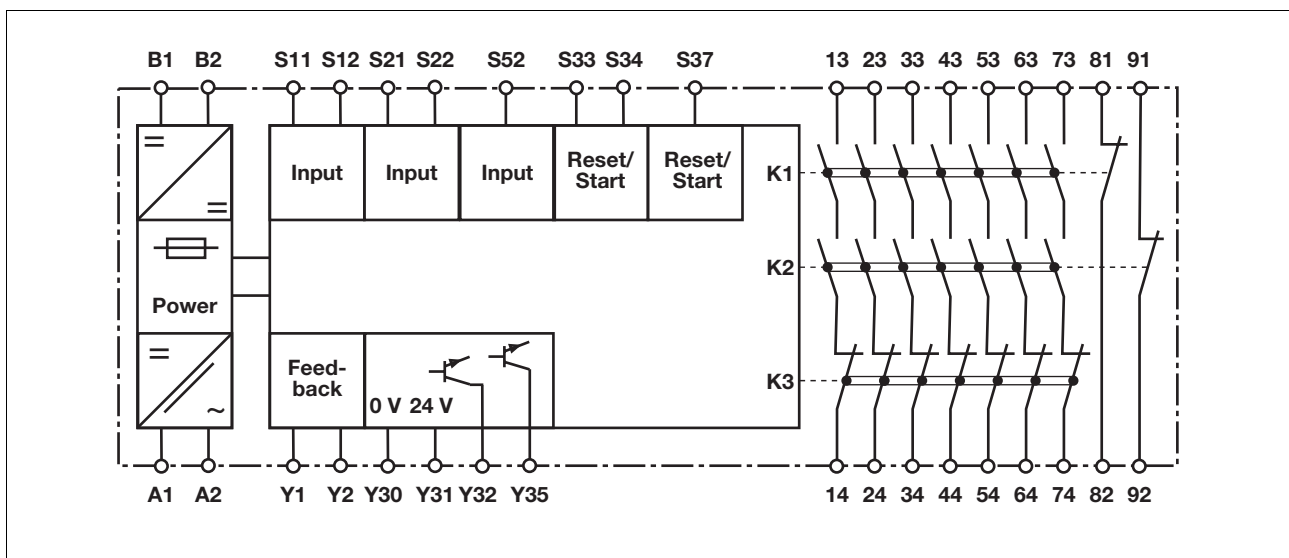 B1 B2 S11 S12 S21 S22 S52 S33 S34 S37 13 23 33 43 53 63 73 81 91
Input Input Input Reset/ Start Reset/ Start
K1
K2
Power
K3
Feed-
back
0 V 24 V
A1 A2 Y1 Y2 Y30 Y31 Y32 Y35 14 24 34 44 54 64 74 82 92